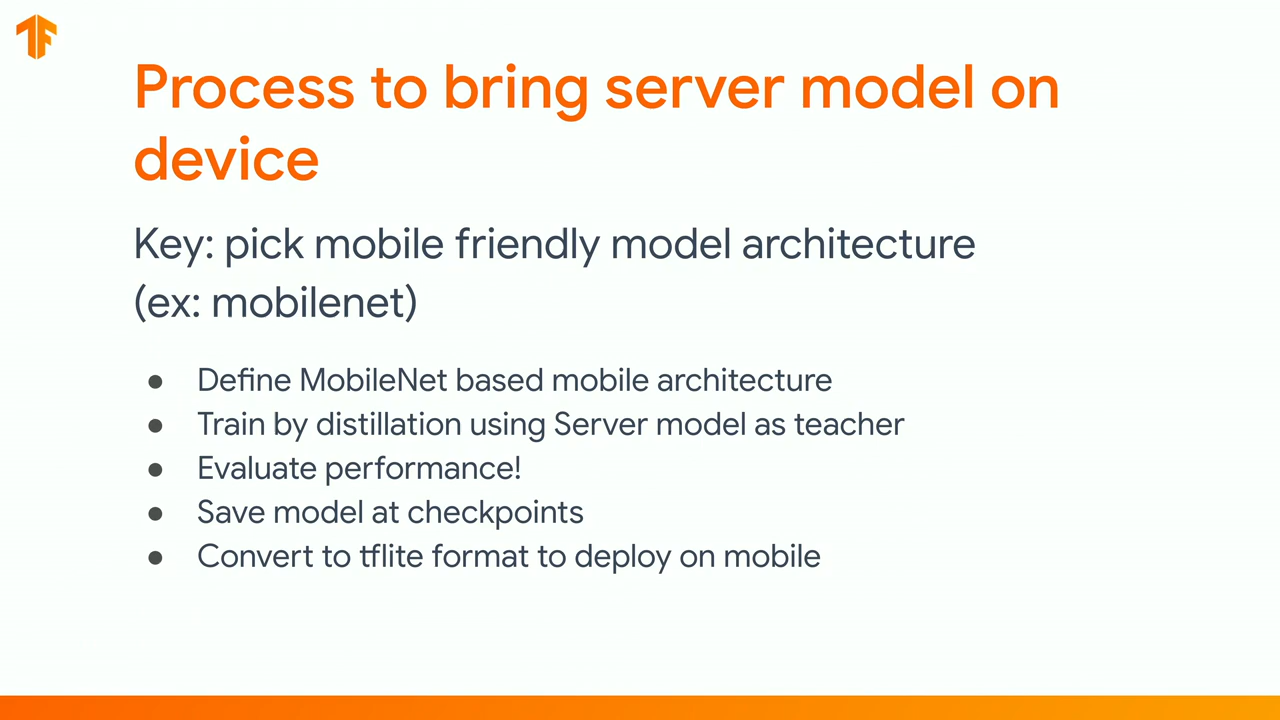 Process to bring server model on
device
Key: pick mobile friendly model architecture
(ex: mobilenet)
● Define MobileNet based mobile architecture
● Train by distillation using Server model as teacher
● Evaluate performance!
● Save model at checkpoints
● Convert to tflite format to deploy on mobile